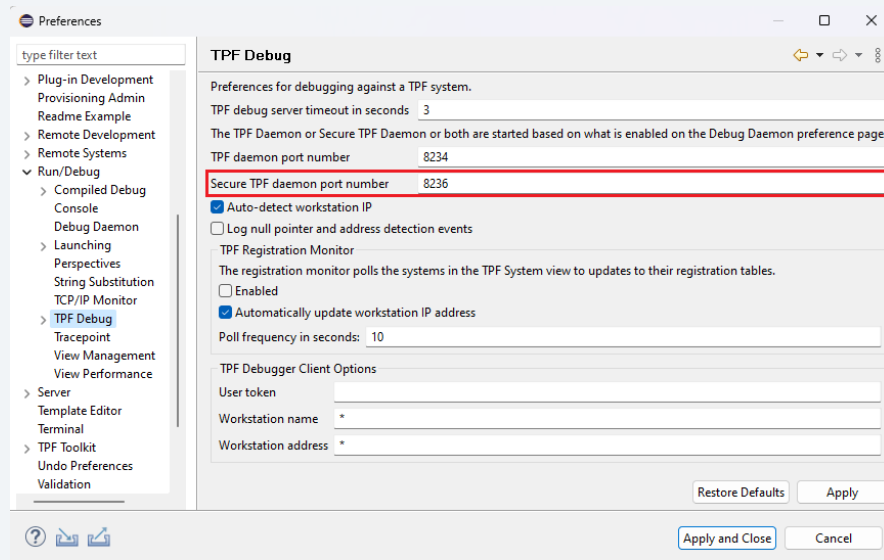 Preferences
type filter text
Plug-in Development
Provisioning Admin
Readme Example
Remote Development
Remote Systems
Run/Debug
Compiled Debug
Console
Debug Daemon
Launching
Perspectives
String Substitution
TCP/IP Monitor
TPF Debug
Tracepoint
View Management
View Performance
Server
Template Editor
Terminal
TPF Toolkit
Undo Preferences
Validation
TPF Debug
Preferences for debugging against a TPF system.
TPF debug server timeout in seconds 3
The TPF Daemon or Secure TPF Daemon or both are started based on what is enabled on the Debug Daemon preference page
TPF daemon port number 8234
Secure TPF daemon port number 8236
Auto-detect workstation IP
Log null pointer and address detection events
TPF Registration Monitor
The registration monitor polls the systems in the TPF System view to updates to their registration tables.
Enabled
Automatically update workstation IP address
Poll frequency in seconds: 10
TPF Debugger Client Options
User token
Workstation name *
Workstation address *
Restore Defaults Apply
Apply and Close Cancel